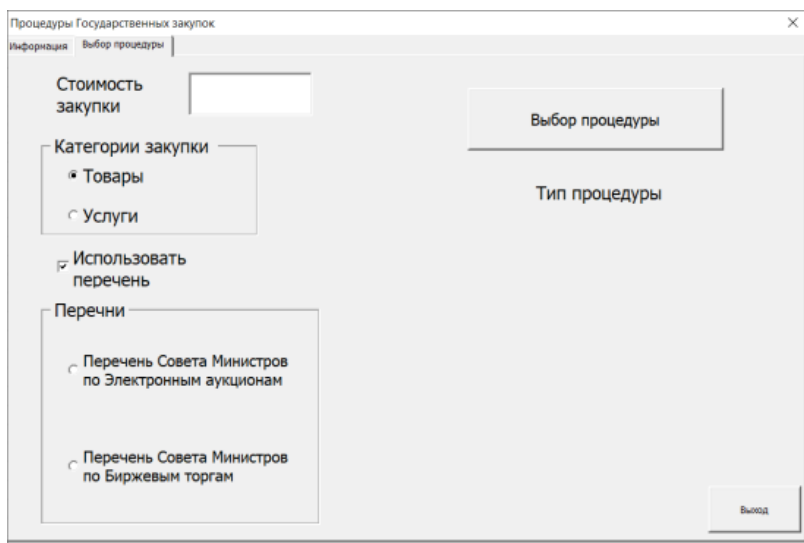 Процедуры Государственных закупок
Информация
Выбор процедуры
Стоимость
закупки
Выбор процедуры
Категории закупки
Товары
Тип процедуры
Услуги
Использовать
перечень
Перечни
Перечень Совета Министров
по Электронным аукционам
Перечень Совета Министров
по Биржевым торгам
Выход